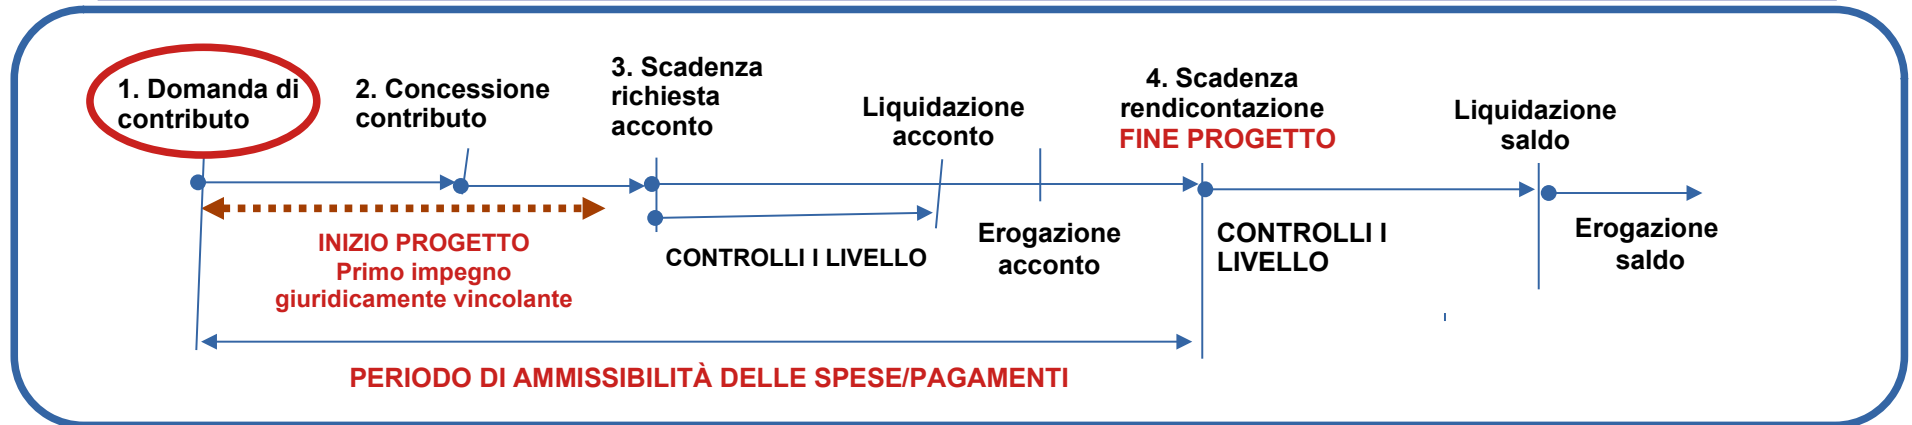 1. Domanda di
contributo
2. Concessione
contributo
3. Scadenza
richiesta
acconto
Liquidazione
acconto
4. Scadenza
rendicontazione
FINE PROGETTO
Liquidazione
saldo
INIZIO PROGETTO
Primo impegno
giuridicamente vincolante
CONTROLLI I LIVELLO
Erogazione
acconto
CONTROLLI I
LIVELLO
Erogazione
saldo
PERIODO DI AMMISSIBILITÀ DELLE SPESE/PAGAMENTI